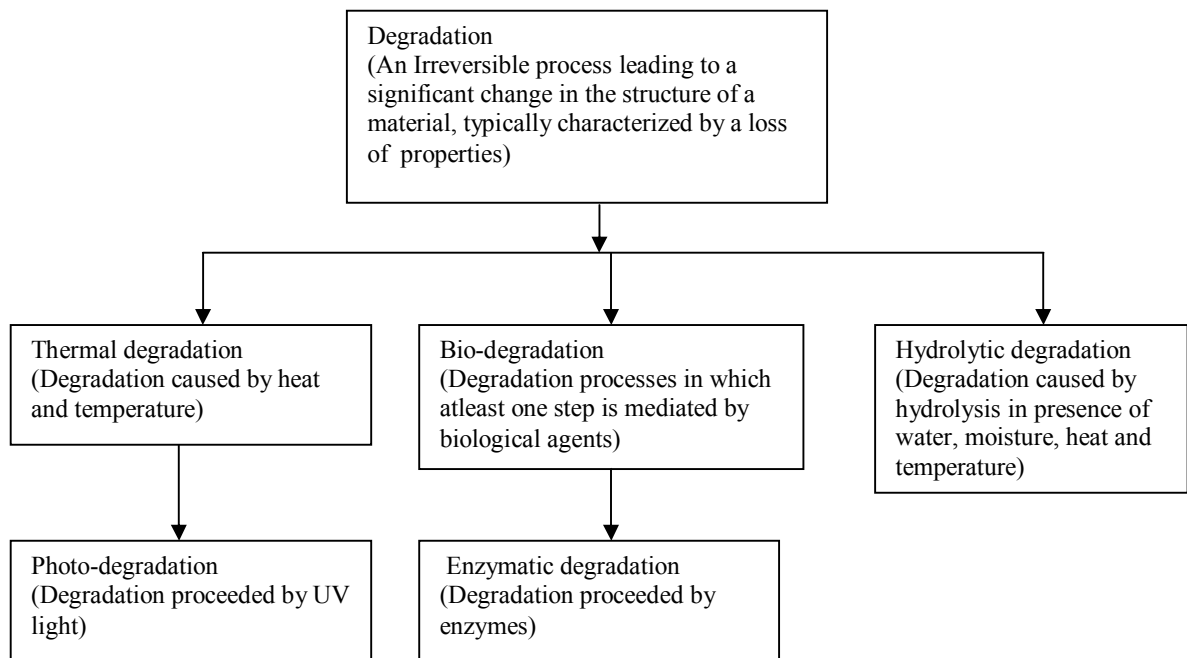 Degradation
(An Irreversible process leading to a
significant change in the structure of a
material, typically characterized by a loss
of properties)
Thermal degradation
(Degradation caused by heat
and temperature)
Bio-degradation
(Degradation processes in which
atleast one step is mediated by
biological agents)
Hydrolytic degradation
(Degradation caused by
hydrolysis in presence of
water, moisture, heat and
temperature)
Photo-degradation
(Degradation proceeded by UV
light)
Enzymatic degradation
(Degradation proceeded by
enzymes)